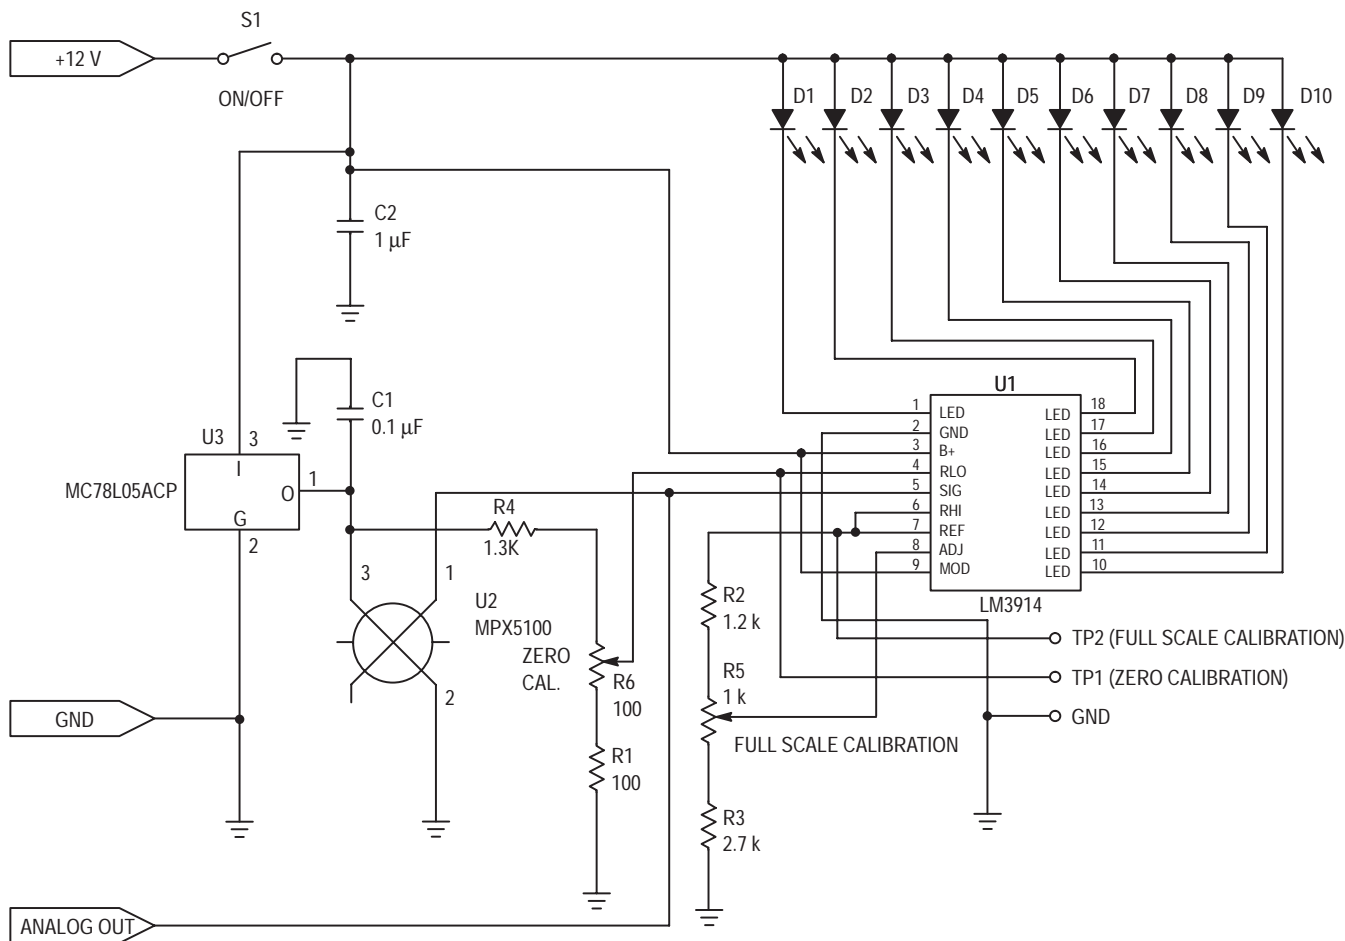 S1
+12 V
ON/OFF
D1
D2
D3
D4
D5
D6
D7
D8
D9
D10
C2
1 µF
C1
0.1 µF
U3
3
I
MC78L05ACP
O
1
G
2
R4
1.3K
3
1
U2
MPX5100
2
ZERO
CAL.
R6
100
R1
100
U1
1
LED
2
GND
3
B+
4
RLO
5
SIG
6
RHI
7
REF
8
ADJ
9
MOD
LED
18
LED
17
LED
16
LED
15
LED
14
LED
13
LED
12
LED
11
LED
10
LM3914
R2
1.2 k
R5
1 k
FULL SCALE CALIBRATION
R3
2.7 k
TP2 (FULL SCALE CALIBRATION)
TP1 (ZERO CALIBRATION)
GND
GND
ANALOG OUT